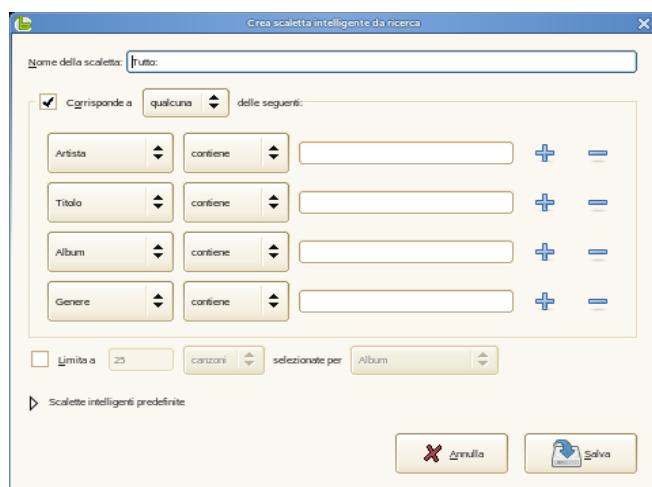 Crea scaletta intelligente da ricerca
Nome della scaletta: Tutto:
Corrisponde a qualcuna delle seguenti:
Artista contiene
Titolo contiene
Album contiene
Genere contiene
Limita a 25 canzoni selezionate per Album
Scalette intelligenti predefinite
Annulla Salva